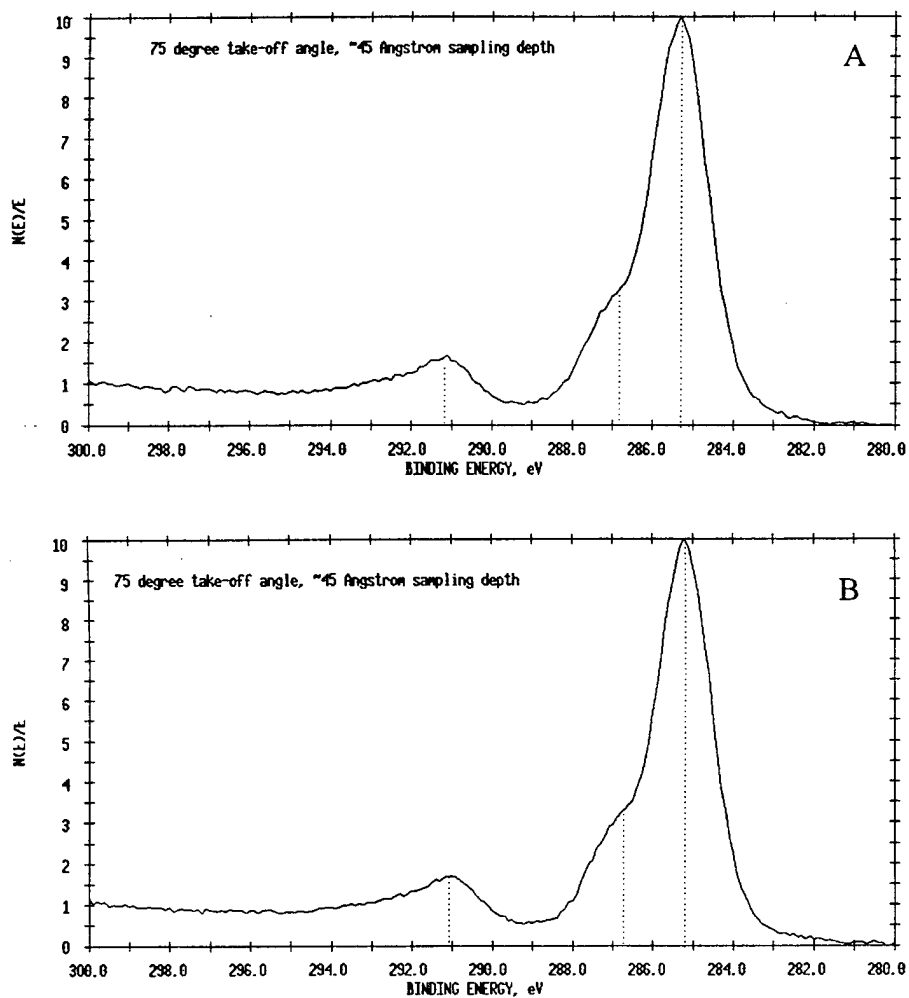 10
75 degree take-off angle, ~45 Angstrom sampling depth
A
9
8
7
6
5
N(E)/E
4
3
2
1
0
300.0 298.0 296.0 294.0 292.0 290.0 288.0 286.0 284.0 282.0 280.0
BINDING ENERGY, eV
10
75 degree take-off angle, ~45 Angstrom sampling depth
B
9
8
7
6
5
N(E)/E
4
3
2
1
0
300.0 298.0 296.0 294.0 292.0 290.0 288.0 286.0 284.0 282.0 280.0
BINDING ENERGY, eV